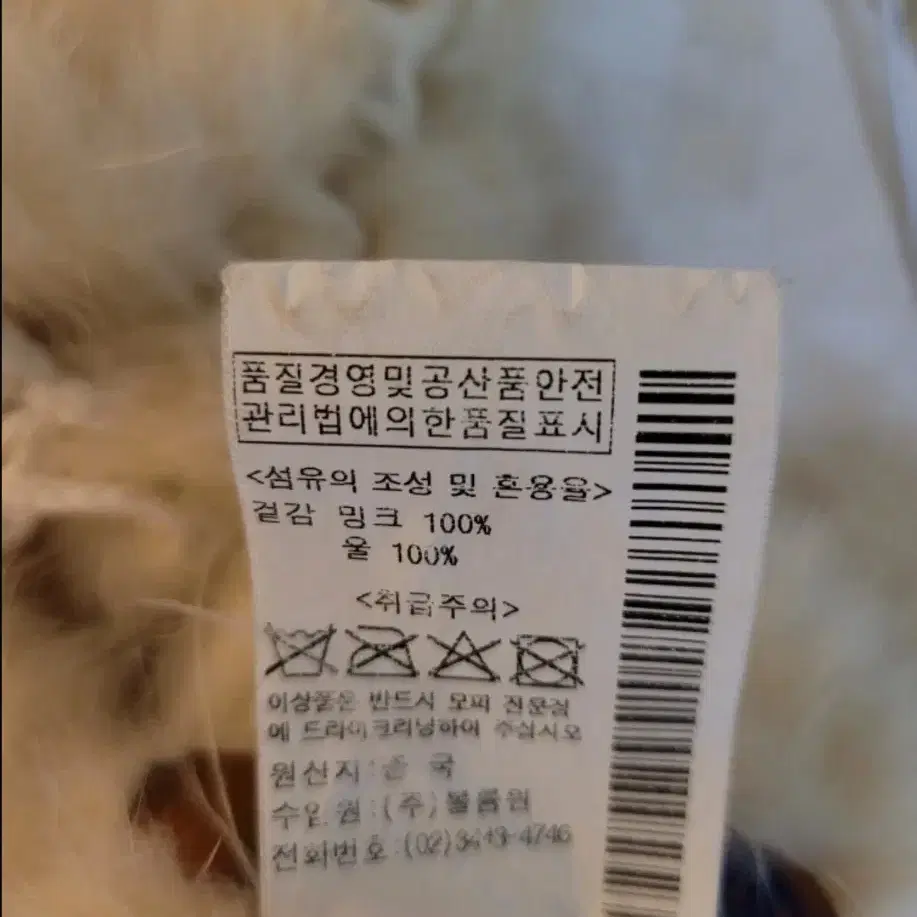 품질경영및공산품안전
관리법에의한품질표시
<섬유의 조성 및 혼용율>
겉감 밍크 100%
울 100%
<취급주의>
이상품은 반드시 모피 전문점
에 드라이크리닝하여 주십시오
원산지:
수입원:(주)
전화번호:(02)